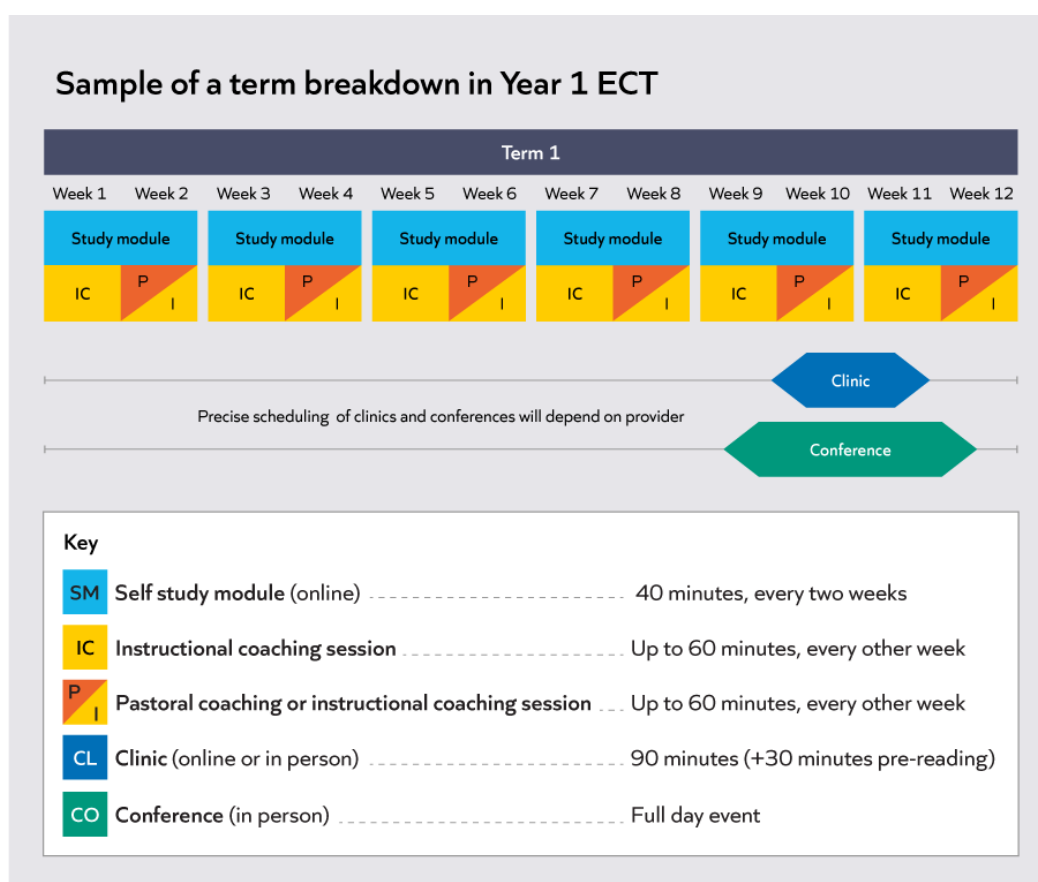 Sample of a term breakdown in Year 1 ECT
Term 1
Week 1 Week 2 Week 3 Week 4 Week 5 Week 6 Week 7 Week 8 Week 9 Week 10 Week 11 Week 12
Study module Study module Study module Study module Study module Study module
IC P I IC P I IC P I IC P I IC P I IC P I
Clinic
Precise scheduling of clinics and conferences will depend on provider
Conference
Key
SM Self study module (online) 40 minutes, every two weeks
IC Instructional coaching session Up to 60 minutes, every other week
P I Pastoral coaching or instructional coaching session Up to 60 minutes, every other week
CL Clinic (online or in person) 90 minutes (+30 minutes pre-reading)
CO Conference (in person) Full day event